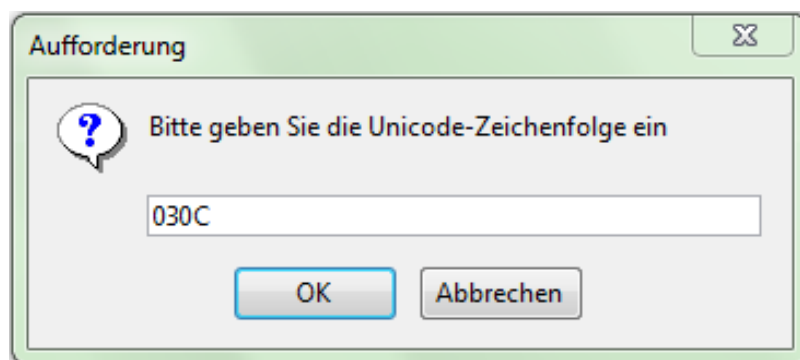 Aufforderung
Bitte geben Sie die Unicode-Zeichenfolge ein
030C
OK
Abbrechen